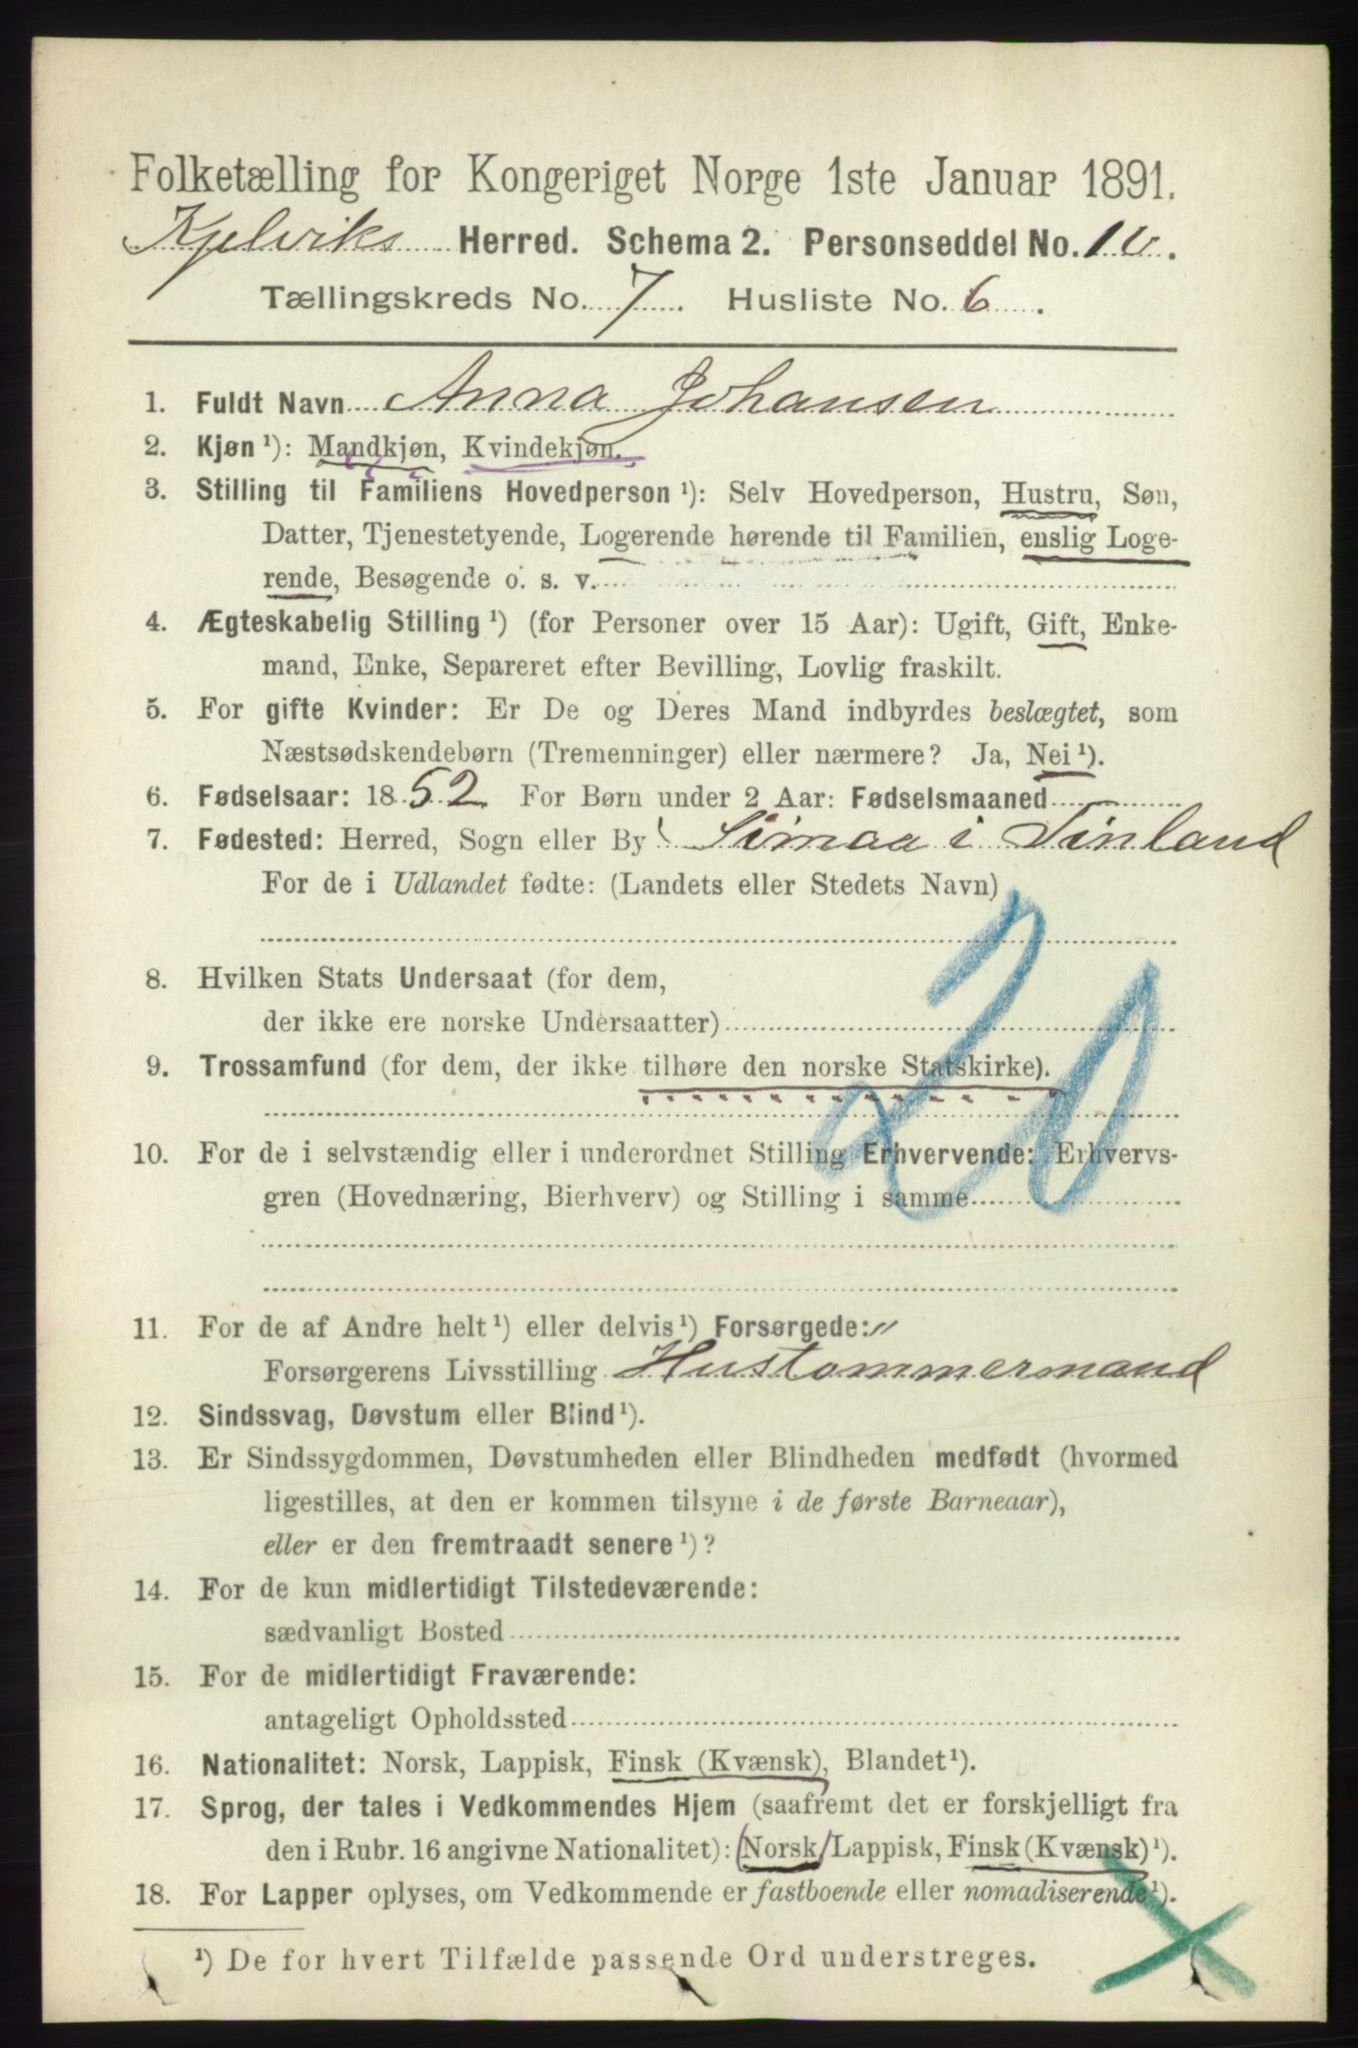 Folketælling for Kongeriget Norge 1ste Januar 1891.
Kjelviks Herred. Schema 2. Personseddel No. 10.
Tællingskreds No. 7. Husliste No. 6.
1. Fuldt Navn Anna Johansen
2. Kjøn ¹): Mandkjøn, Kvindekjøn.
3. Stilling til Familiens Hovedperson ¹): Selv Hovedperson, Hustru, Søn,
Datter, Tjenestetyende, Logerende hørende til Familien, enslig Loge-
rende, Besøgende o. s. v.
4. Ægteskabelig Stilling ¹) (for Personer over 15 Aar): Ugift, Gift, Enke-
mand, Enke, Separeret efter Bevilling, Lovlig fraskilt.
5. For gifte Kvinder: Er De og Deres Mand indbyrdes beslægtet, som
Næstsødskendebørn (Tremenninger) eller nærmere? Ja, Nei ¹).
6. Fødselsaar: 1852 For Børn under 2 Aar: Fødselsmaaned
7. Fødested: Herred, Sogn eller By Simaa i Finland
For de i Udlandet fødte: (Landets eller Stedets Navn)
20
8. Hvilken Stats Undersaat (for dem,
der ikke ere norske Undersaatter)
9. Trossamfund (for dem, der ikke tilhøre den norske Statskirke).
10. For de i selvstændig eller i underordnet Stilling Erhvervende: Erhvervs-
gren (Hovednæring, Bierhverv) og Stilling i samme
11. For de af Andre helt ¹) eller delvis ¹) Forsørgede: "
Forsørgerens Livsstilling Hustømmermand
12. Sindssvag, Døvstum eller Blind ¹).
13. Er Sindssygdommen, Døvstumheden eller Blindheden medfødt (hvormed
ligestilles, at den er kommen tilsyne i de første Barneaar),
eller er den fremtraadt senere ¹)?
14. For de kun midlertidigt Tilstedeværende:
sædvanligt Bosted
15. For de midlertidigt Fraværende:
antageligt Opholdssted
16. Nationalitet: Norsk, Lappisk, Finsk (Kvænsk), Blandet ¹).
17. Sprog, der tales i Vedkommendes Hjem (saafremt det er forskjelligt fra
den i Rubr. 16 angivne Nationalitet): (Norsk/ Lappisk, Finsk (Kvænsk) ¹).
18. For Lapper oplyses, om Vedkommende er fastboende eller nomadiserende ¹).
¹) De for hvert Tilfælde passende Ord understreges.